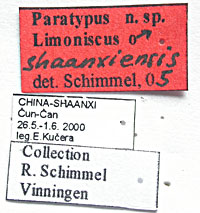 Paratypus n. sp.
Limoniscus ♂
shaanxiensis
det. Schimmel, 05
CHINA-SHAANXI
Čun-Čan
26.5.-1.6. 2000
leg.E.Kučera
Collection
R. Schimmel
Vinningen